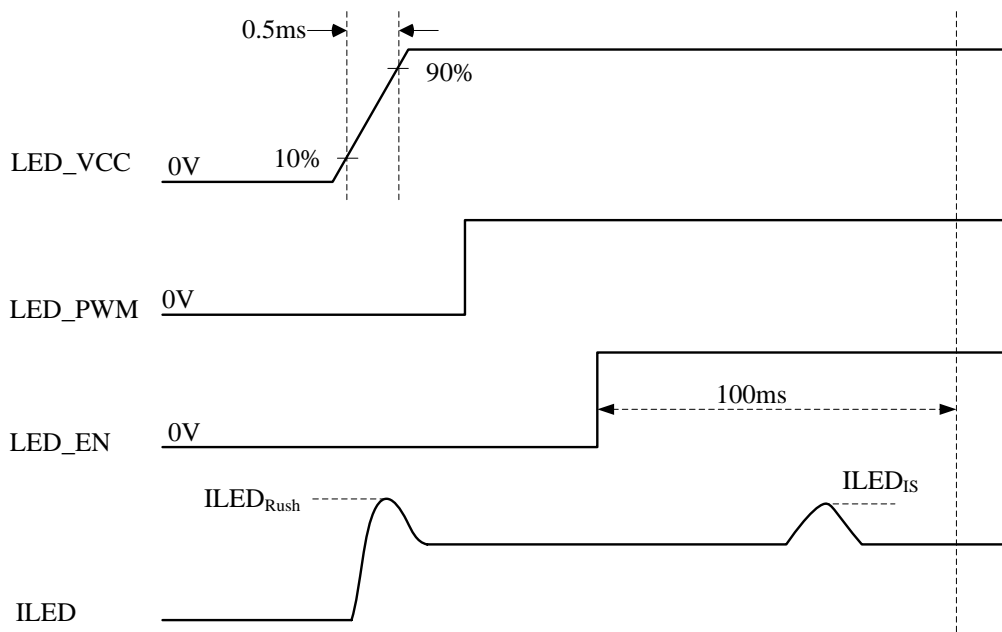 0.5ms
90%
10%
LED_VCC
0V
LED_PWM
0V
100ms
LED_EN
0V
ILEDRush
ILEDIS
ILED